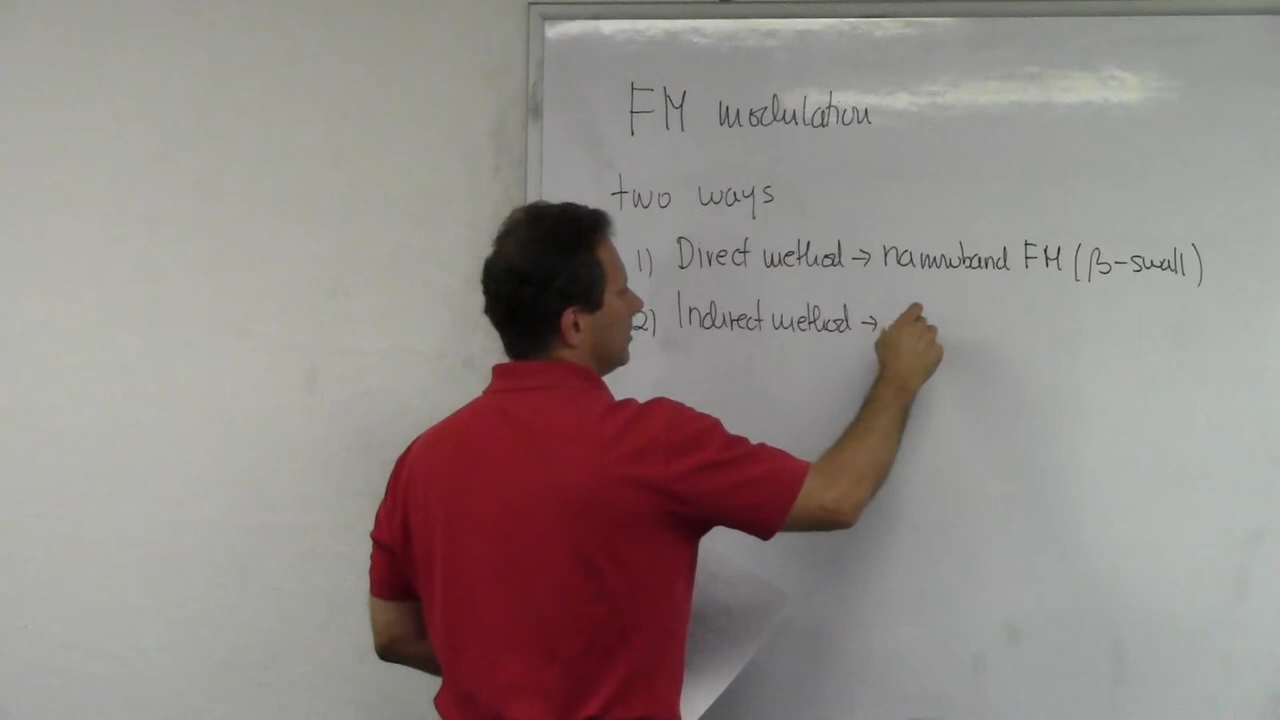 FM modulation
two ways
1) Direct method → narrowband FM (β-small)
2) Indirect method →